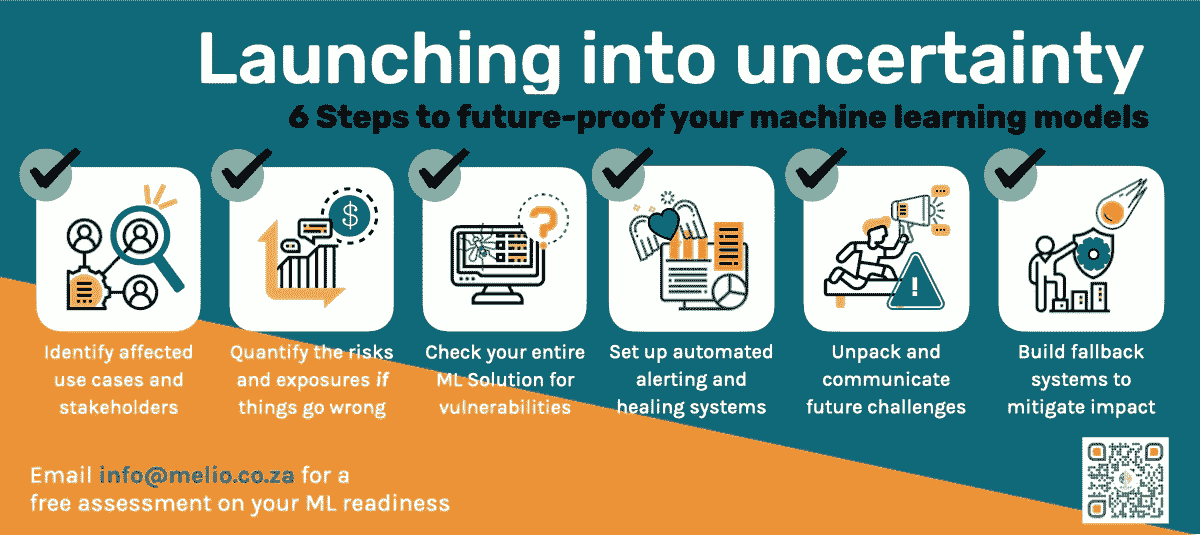 Launching into uncertainty
6 Steps to future-proof your machine learning models
Identify affected
use cases and
stakeholders
Quantify the risks
and exposures if
things go wrong
Check your entire
ML Solution for
vulnerabilities
Set up automated
alerting and
healing systems
Unpack and
communicate
future challenges
Build fallback
systems to
mitigate impact
Email info@melio.co.za for a
free assessment on your ML readiness